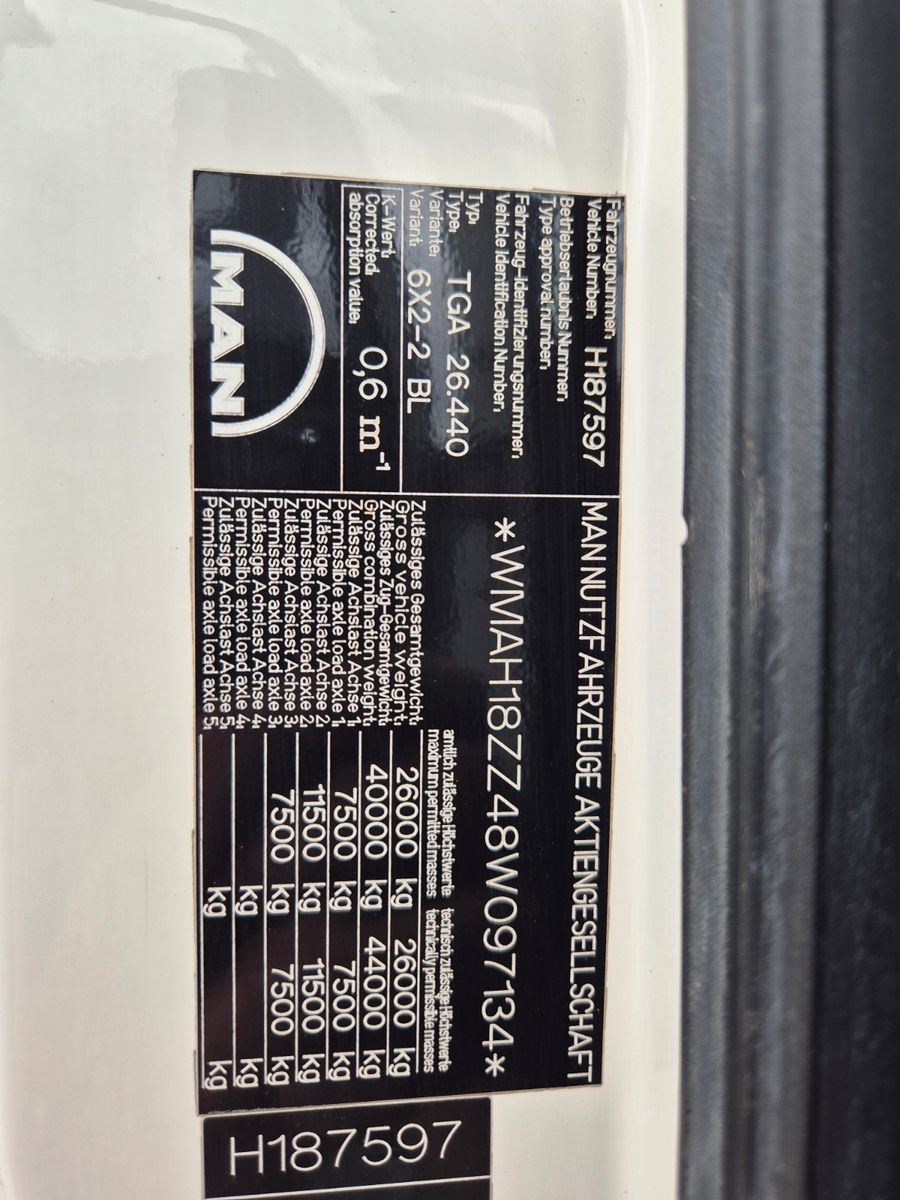 Fahrzeugnummer:
Vehicle Number: H187597
MAN NUTZFAHRZEUGE AKTIENGESELLSCHAFT
Betriebserlaubnis Nummer:
Type approval number:
Fahrzeug-Identifizierungsnummer:
Vehicle Identification Number:
*WMAH18ZZ48W097134*
Typ:
Type: TGA 26.440
Variante:
Variant: 6X2-2 BL
K-Wert:
Corrected
absorption value: 0,6 m⁻¹
MAN
amtlich zulässige Höchstwerte technisch zulässige Höchstwerte
maximum permitted masses technically permissible masses
Zulässiges Gesamtgewicht:
Gross vehicle weight: 26000 kg 26000 kg
Zulässiges Zug-Gesamtgewicht:
Gross combination weight: 40000 kg 44000 kg
Zulässige Achslast Achse 1:
Permissible axle load axle 1: 7500 kg 7500 kg
Zulässige Achslast Achse 2:
Permissible axle load axle 2: 11500 kg 11500 kg
Zulässige Achslast Achse 3:
Permissible axle load axle 3: 7500 kg 7500 kg
Zulässige Achslast Achse 4:
Permissible axle load axle 4: kg kg
Zulässige Achslast Achse 5:
Permissible axle load axle 5: kg kg
H187597